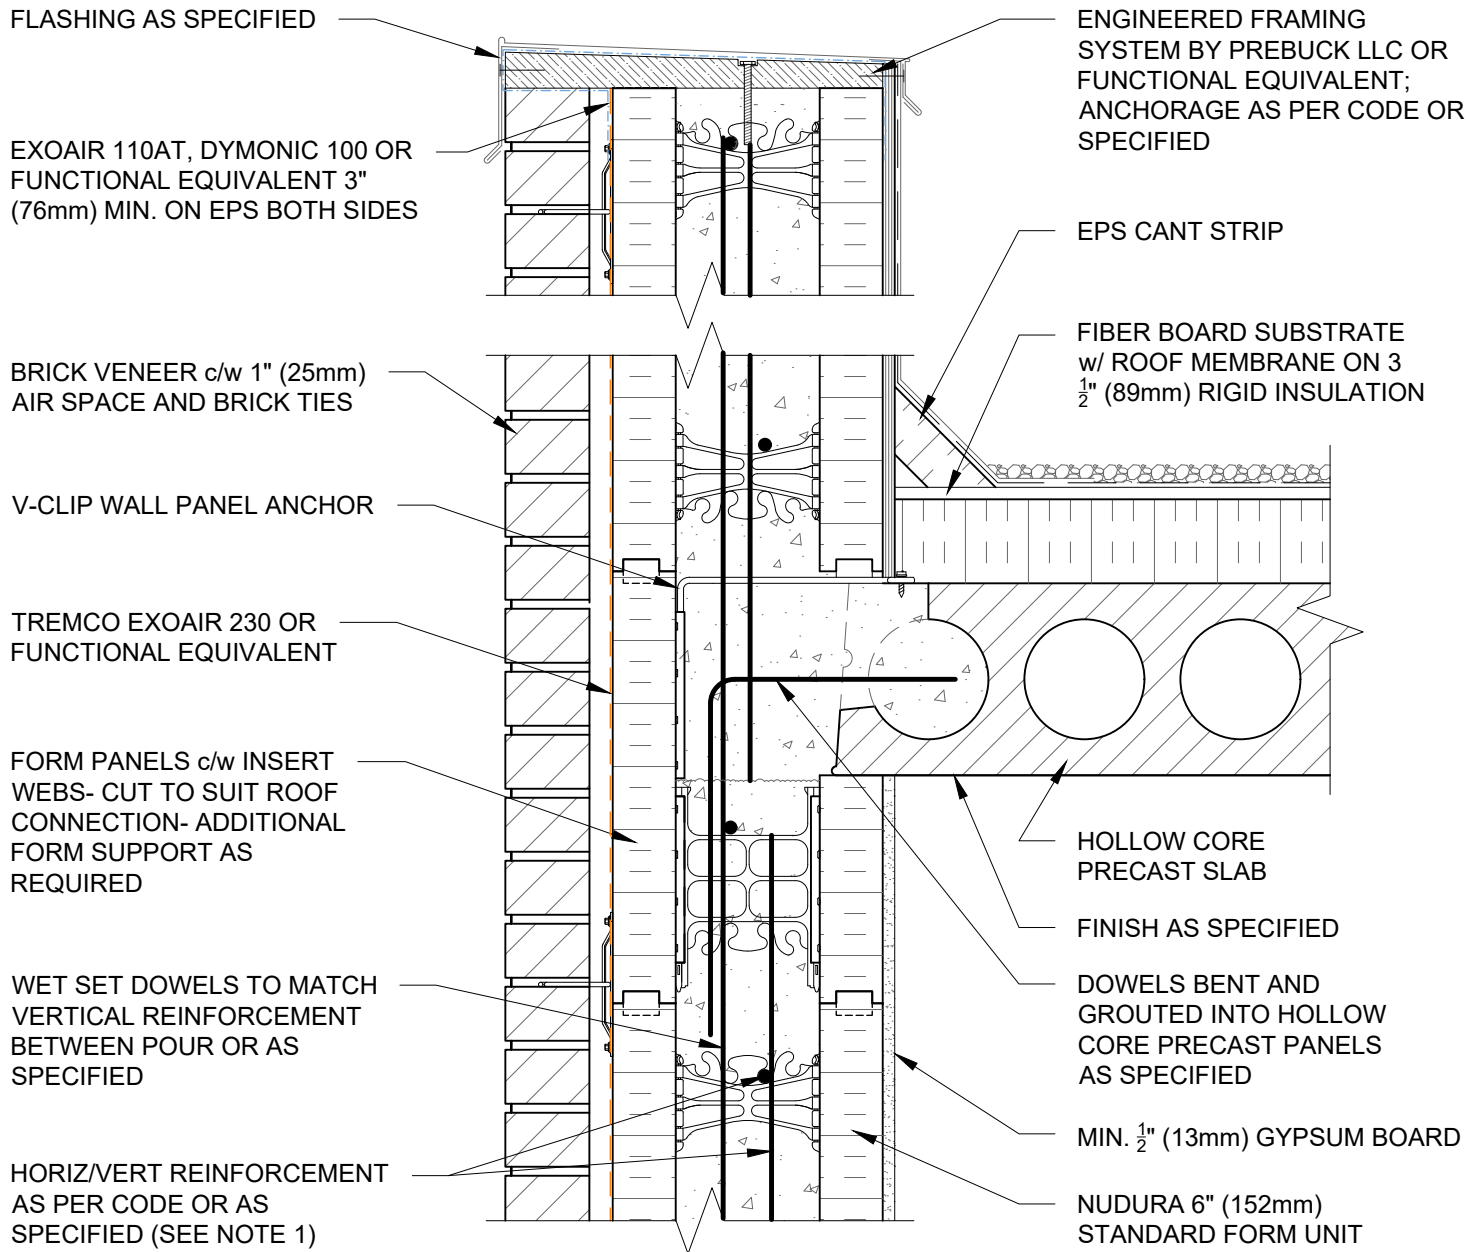 FLASHING AS SPECIFIED
EXOAIR 110AT, DYMONIC 100 OR
FUNCTIONAL EQUIVALENT 3"
(76mm) MIN. ON EPS BOTH SIDES
BRICK VENEER c/w 1" (25mm)
AIR SPACE AND BRICK TIES
V-CLIP WALL PANEL ANCHOR
TREMCO EXOAIR 230 OR
FUNCTIONAL EQUIVALENT
FORM PANELS c/w INSERT
WEBS- CUT TO SUIT ROOF
CONNECTION- ADDITIONAL
FORM SUPPORT AS
REQUIRED
WET SET DOWELS TO MATCH
VERTICAL REINFORCEMENT
BETWEEN POUR OR AS
SPECIFIED
HORIZ/VERT REINFORCEMENT
AS PER CODE OR AS
SPECIFIED (SEE NOTE 1)
ENGINEERED FRAMING
SYSTEM BY PREBUCK LLC OR
FUNCTIONAL EQUIVALENT;
ANCHORAGE AS PER CODE OR
SPECIFIED
EPS CANT STRIP
FIBER BOARD SUBSTRATE
w/ ROOF MEMBRANE ON 3
1/2" (89mm) RIGID INSULATION
HOLLOW CORE
PRECAST SLAB
FINISH AS SPECIFIED
DOWELS BENT AND
GROUTED INTO HOLLOW
CORE PRECAST PANELS
AS SPECIFIED
MIN. 1/2" (13mm) GYPSUM BOARD
NUDURA 6" (152mm)
STANDARD FORM UNIT